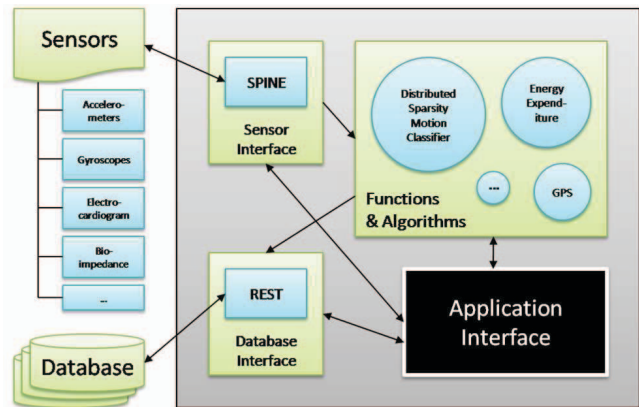 Sensors
Accelero-
meters
Gyroscopes
Electro-
cardiogram
Bio-
impedance
...
Database
SPINE
Sensor
Interface
Distributed
Sparsity
Motion
Classifier
Energy
Expend-
iture
...
GPS
Functions
& Algorithms
REST
Database
Interface
Application
Interface